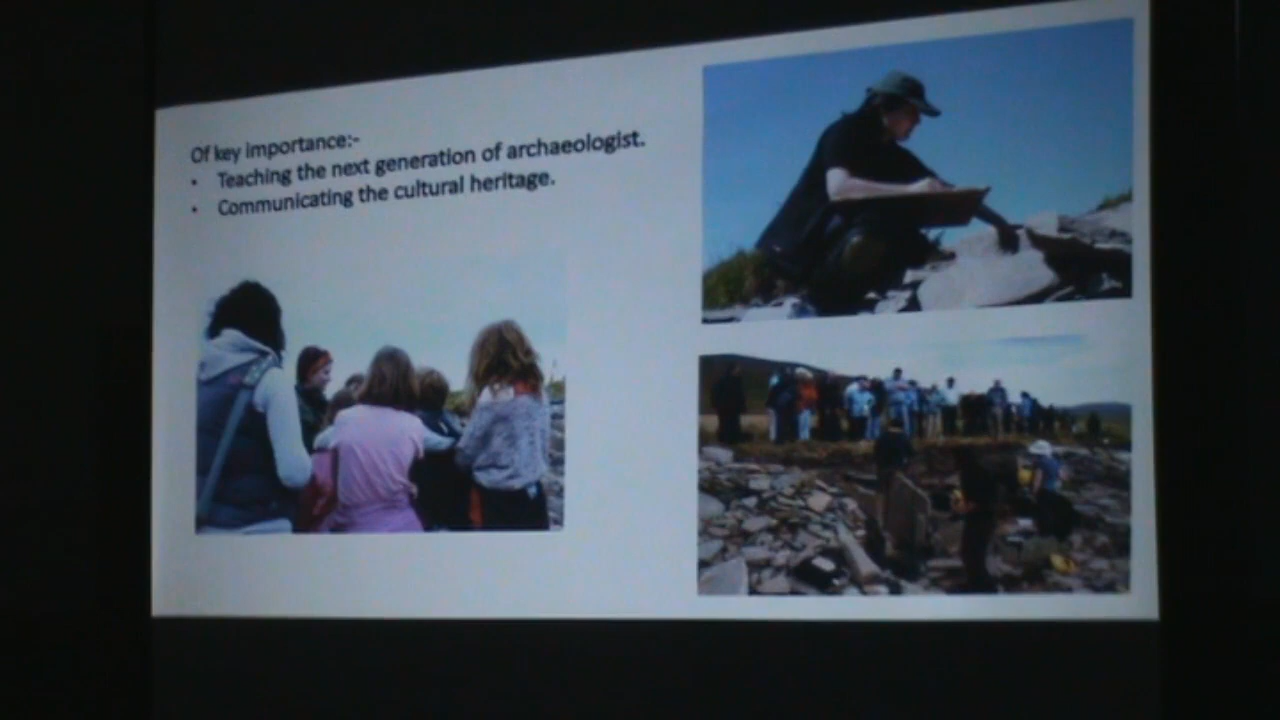 Of key importance:-
• Teaching the next generation of archaeologist.
• Communicating the cultural heritage.